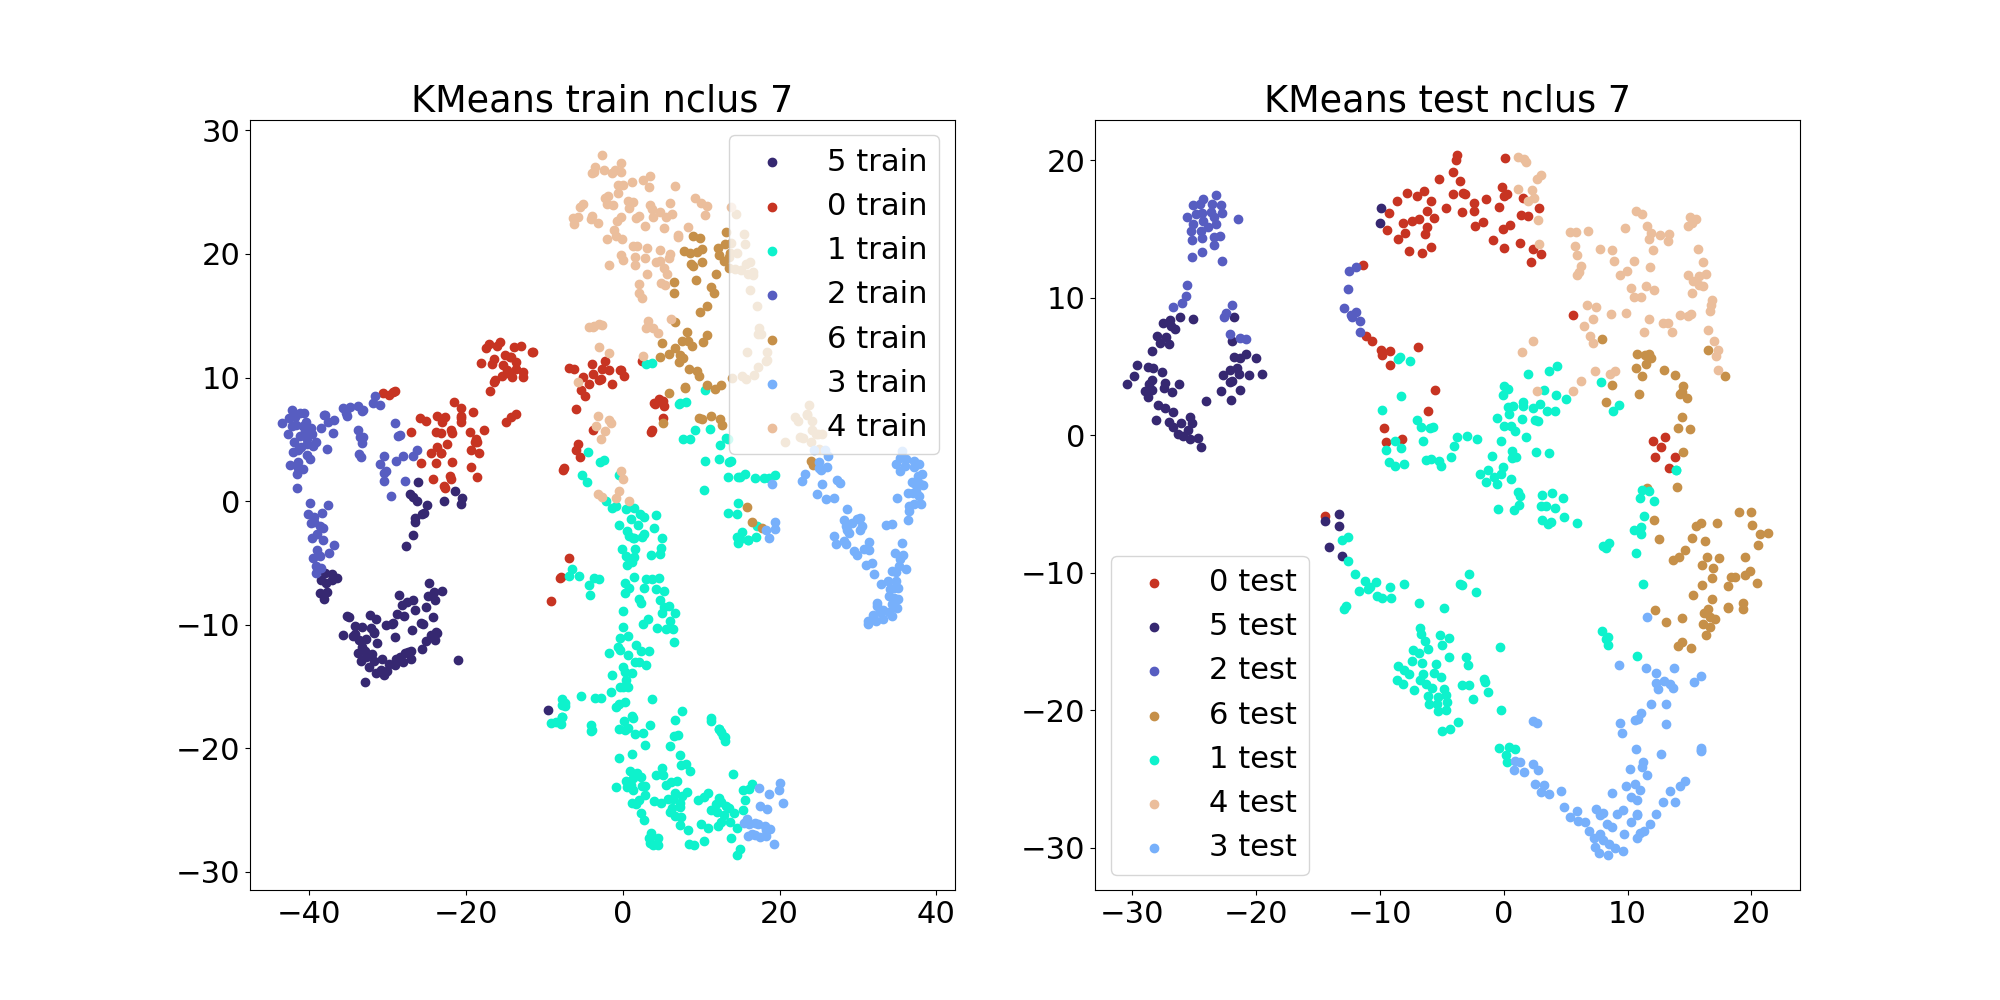 KMeans train nclus 7
30
20
10
0
−10
−20
−30
−40
−20
0
20
40
5 train
0 train
1 train
2 train
6 train
3 train
4 train
KMeans test nclus 7
20
10
0
−10
−20
−30
−30
−20
−10
0
10
20
0 test
5 test
2 test
6 test
1 test
4 test
3 test